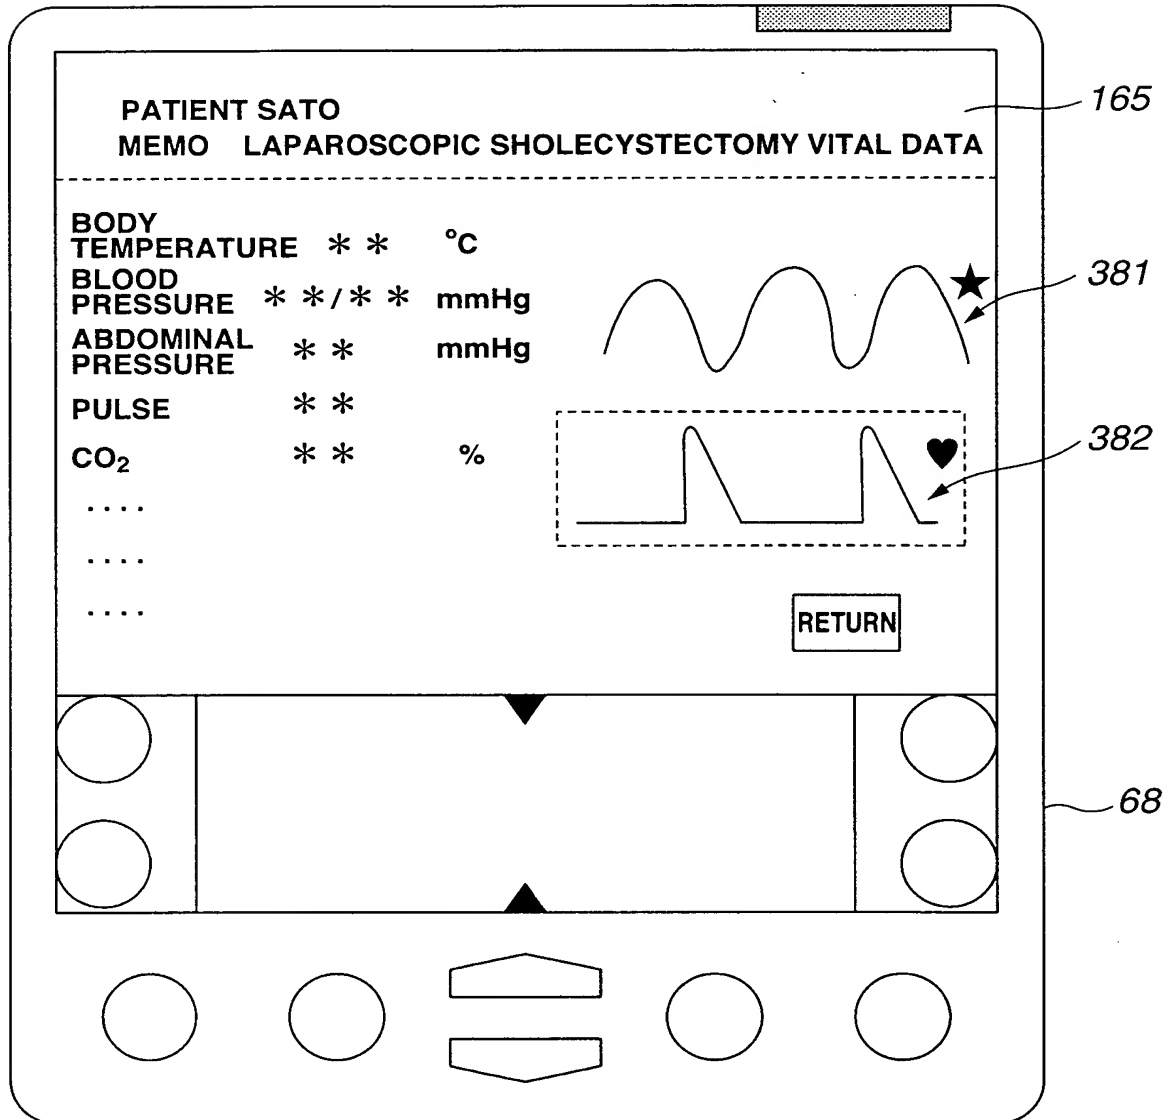 PATIENT SATO
MEMO LAPAROSCOPIC SHOLECYSTECTOMY VITAL DATA
BODY
TEMPERATURE ** °C
BLOOD
PRESSURE **/** mmHg
ABDOMINAL
PRESSURE ** mmHg
PULSE **
CO₂ ** %
....
....
....
RETURN
165
381
382
68